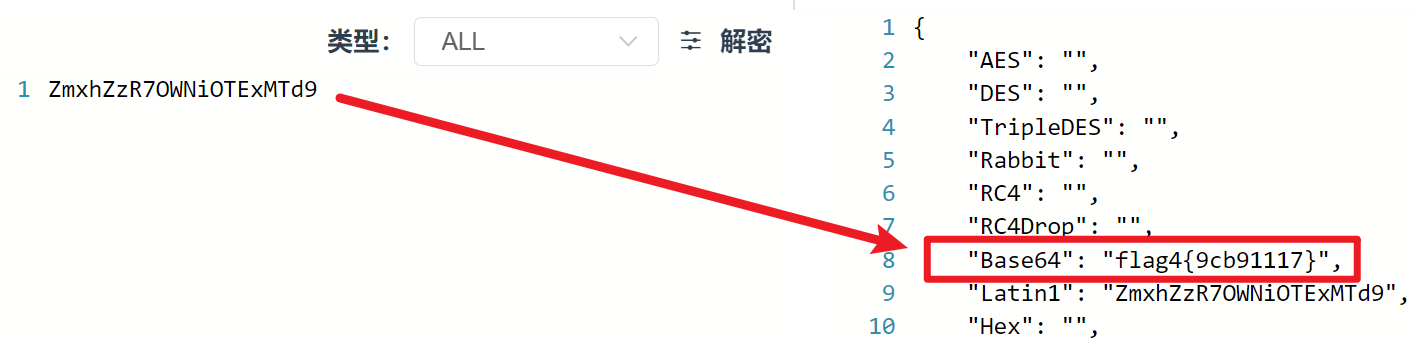 类型： ALL 解密
1 ZmxhZzR7OWNiOTExMTd9
1 {
2 "AES": "",
3 "DES": "",
4 "TripleDES": "",
5 "Rabbit": "",
6 "RC4": "",
7 "RC4Drop": "",
8 "Base64": "flag4{9cb91117}",
9 "Latin1": "ZmxhZzR7OWNiOTExMTd9",
10 "Hex": "",